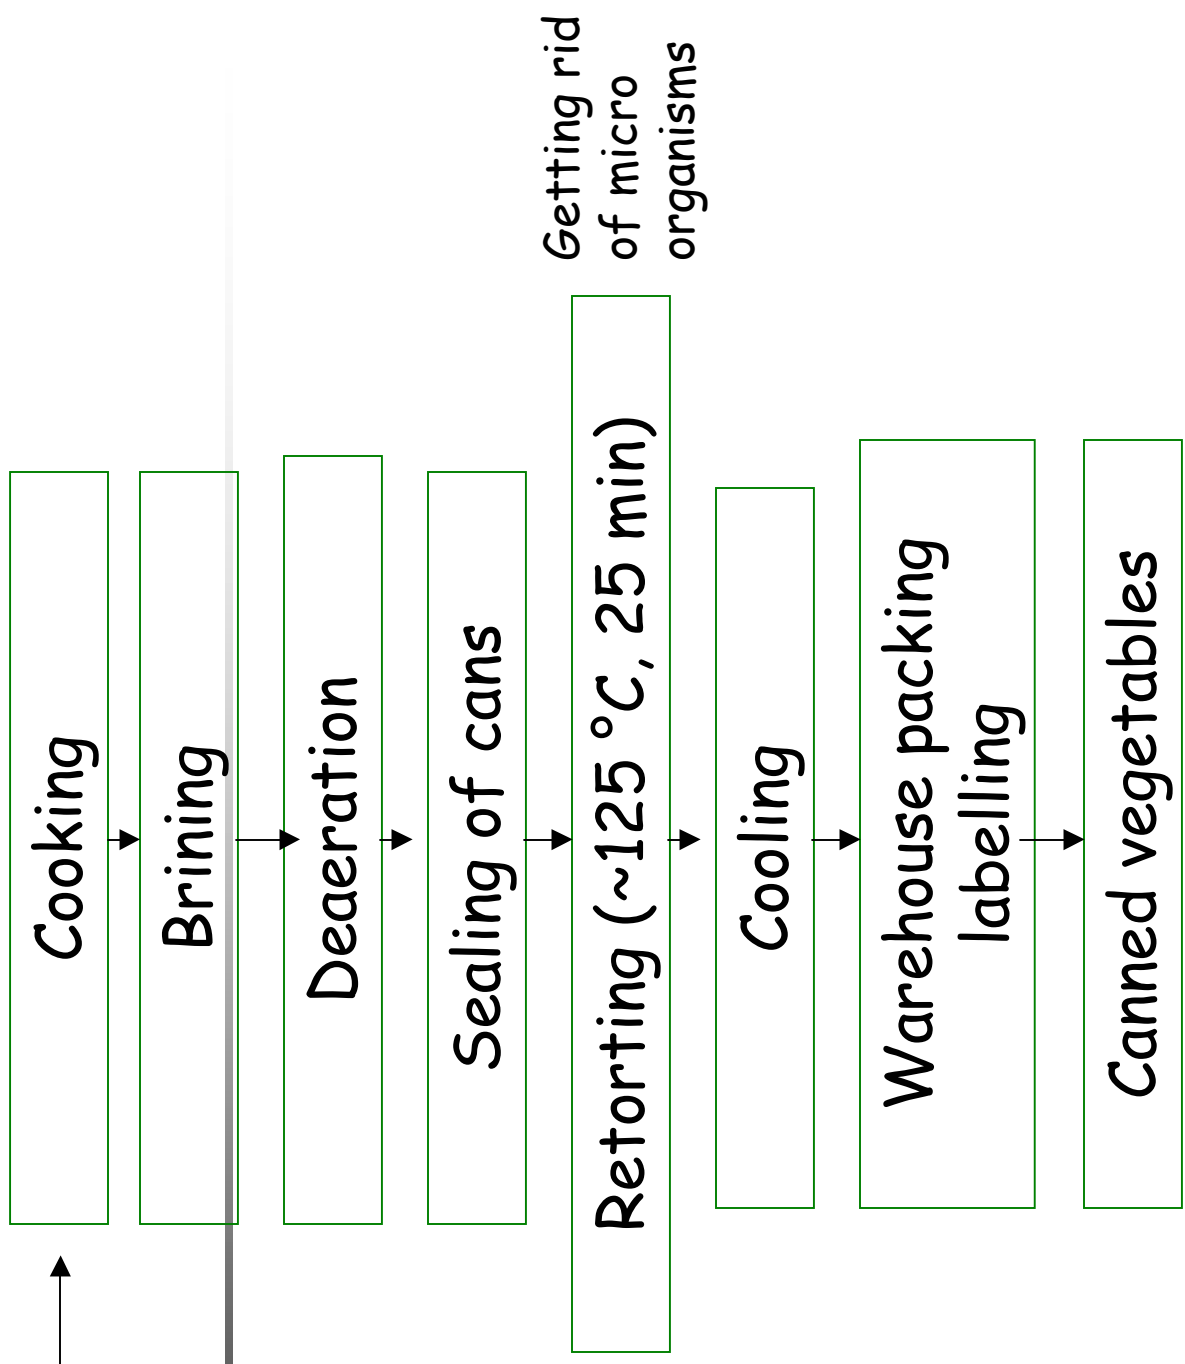 Cooking
Brining
Deaeration
Sealing of cans
Retorting (~125 °C, 25 min)
Getting rid
of micro
organisms
Cooling
Warehouse packing
labelling
Canned vegetables